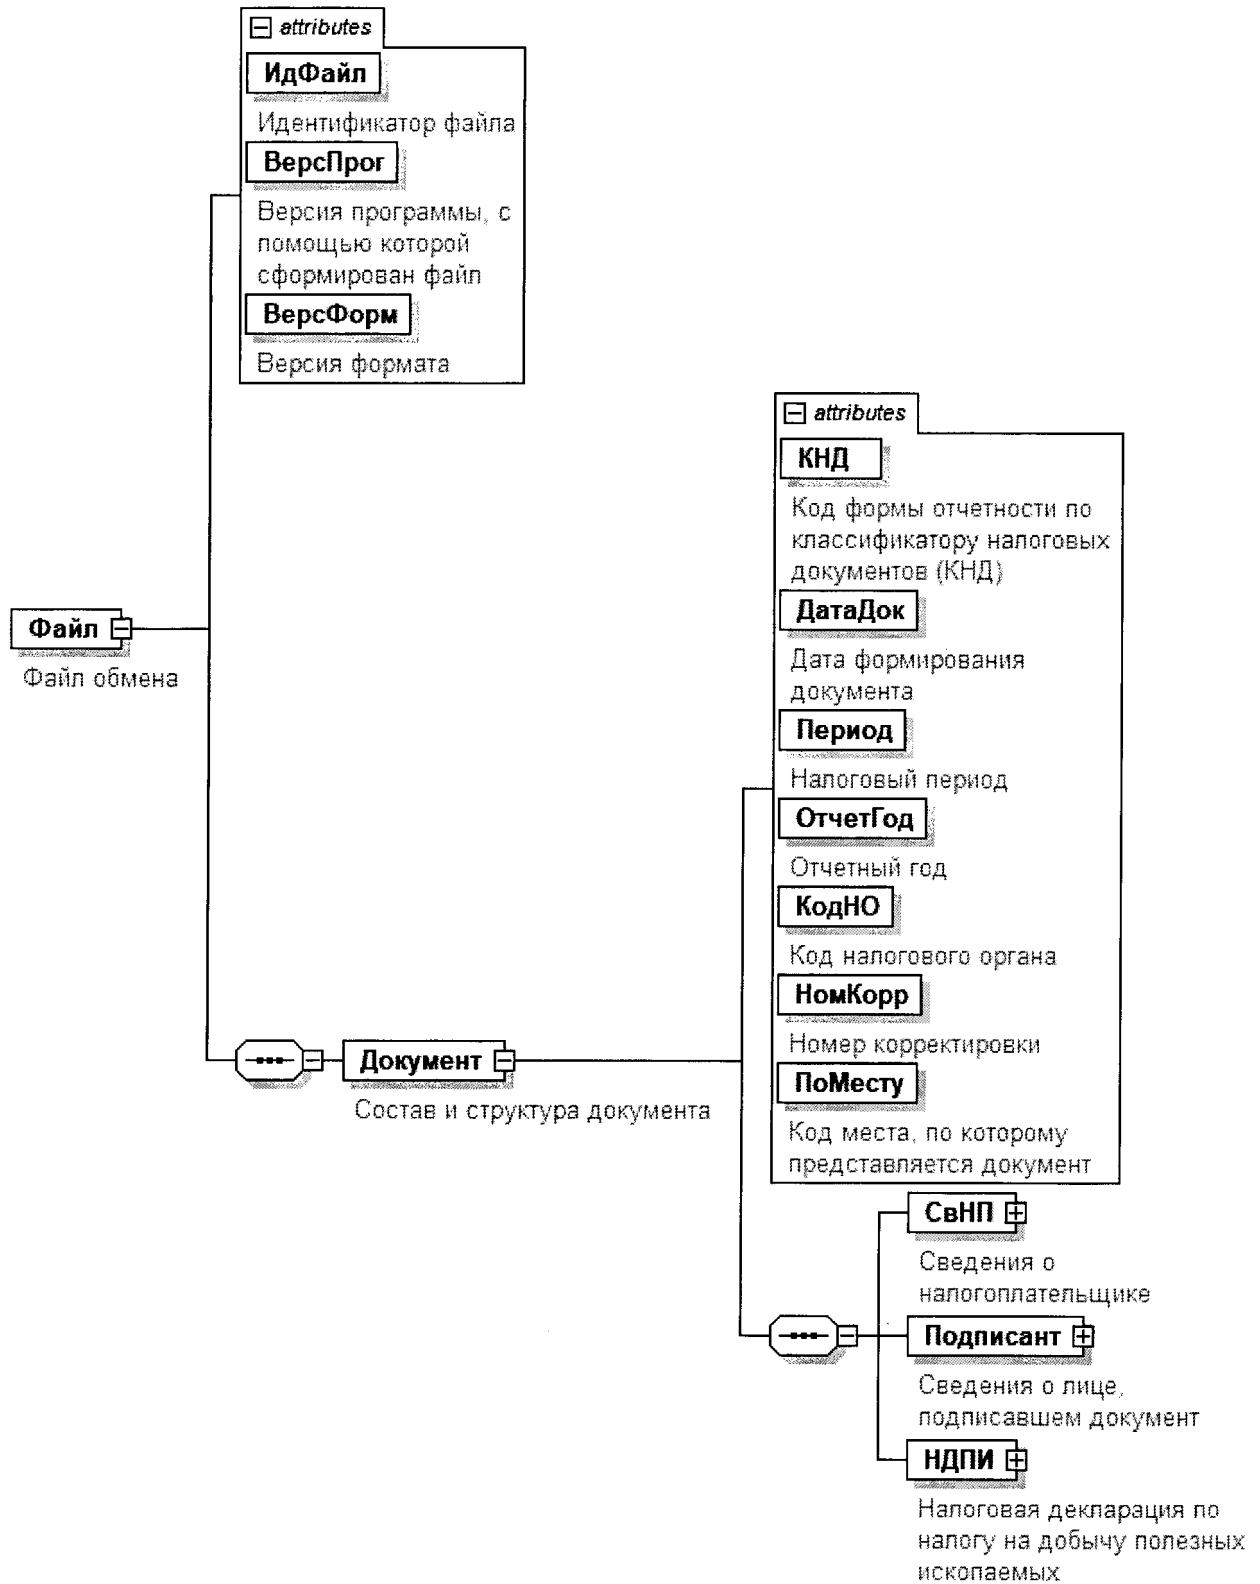 attributes
ИдФайл
Идентификатор файла
ВерсПрог
Версия программы, с
помощью которой
сформирован файл
ВерсФорм
Версия формата
Файл
Файл обмена
Документ
Состав и структура документа
attributes
КНД
Код формы отчетности по
классификатору налоговых
документов (КНД)
ДатаДок
Дата формирования
документа
Период
Налоговый период
ОтчетГод
Отчетный год
КодНО
Код налогового органа
НомКорр
Номер корректировки
ПоМесту
Код места, по которому
представляется документ
СвНП
Сведения о
налогоплательщике
Подписант
Сведения о лице,
подписавшем документ
НДПИ
Налоговая декларация по
налогу на добычу полезных
ископаемых